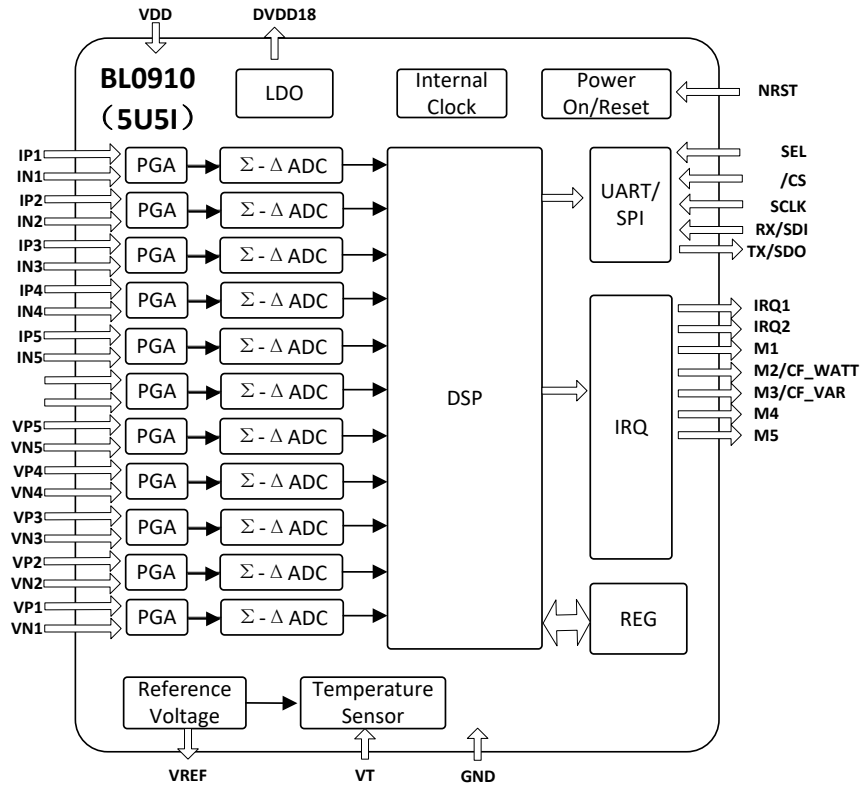 VDD
DVDD18
BL0910
（5U5I）
LDO
Internal
Clock
Power
On/Reset
NRST
IP1
IN1
PGA
Σ - Δ ADC
IP2
IN2
PGA
Σ - Δ ADC
IP3
IN3
PGA
Σ - Δ ADC
IP4
IN4
PGA
Σ - Δ ADC
IP5
IN5
PGA
Σ - Δ ADC
PGA
Σ - Δ ADC
VP5
VN5
PGA
Σ - Δ ADC
VP4
VN4
PGA
Σ - Δ ADC
VP3
VN3
PGA
Σ - Δ ADC
VP2
VN2
PGA
Σ - Δ ADC
VP1
VN1
PGA
Σ - Δ ADC
DSP
UART/
SPI
SEL
/CS
SCLK
RX/SDI
TX/SDO
IRQ
IRQ1
IRQ2
M1
M2/CF_WATT
M3/CF_VAR
M4
M5
REG
Reference
Voltage
Temperature
Sensor
VREF
VT
GND